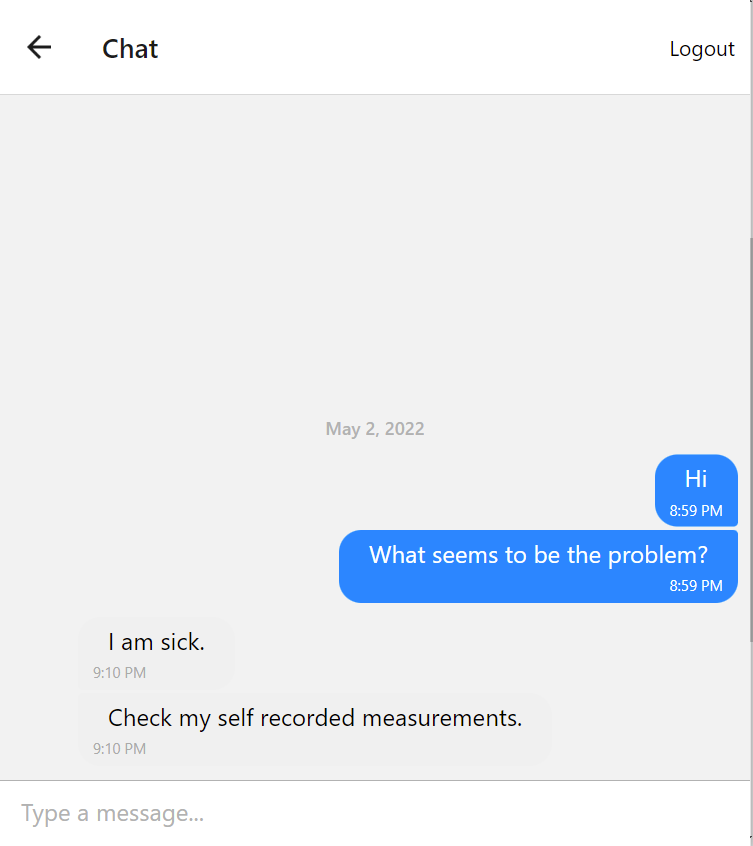 Chat
Logout
May 2, 2022
Hi
8:59 PM
What seems to be the problem?
8:59 PM
I am sick.
9:10 PM
Check my self recorded measurements.
9:10 PM
Type a message...